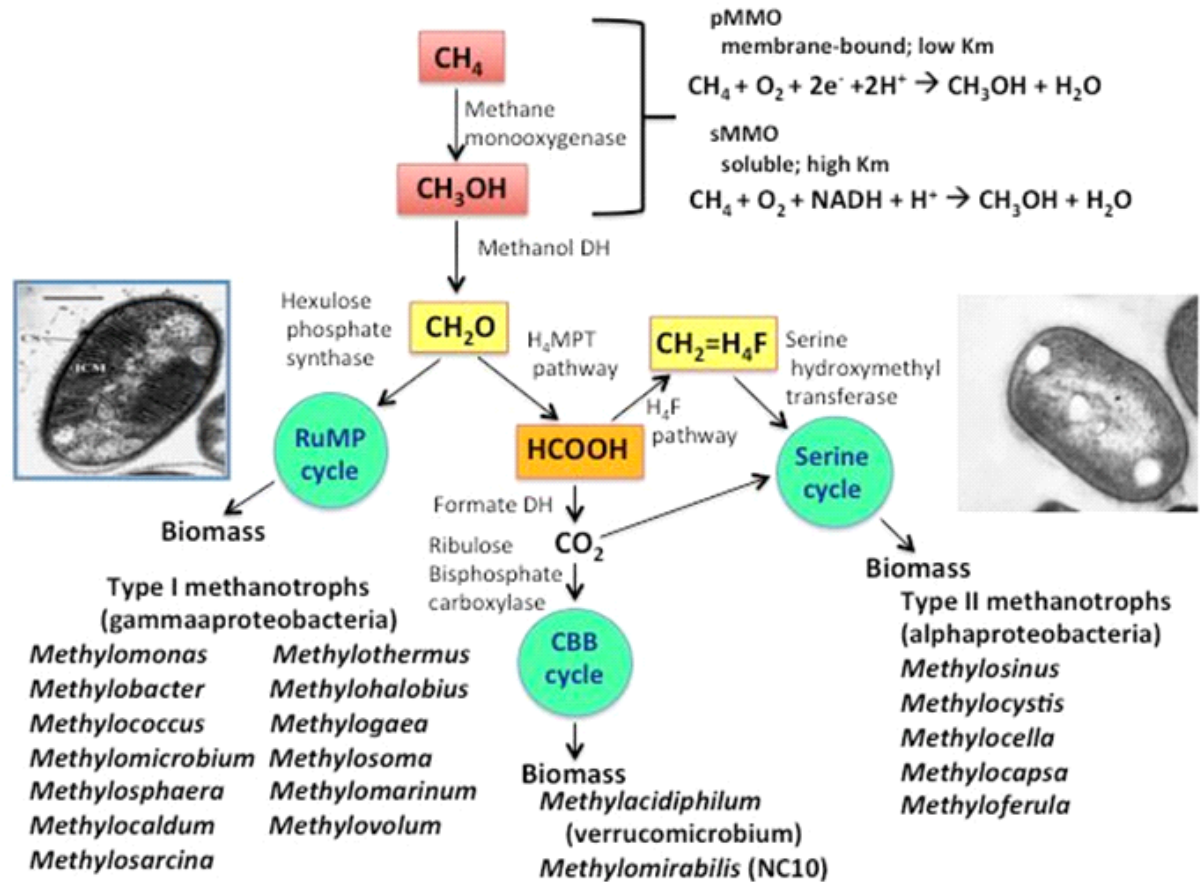 CH₄
Methane
monooxygenase
CH₃OH
pMMO
membrane-bound; low Km
CH₄ + O₂ + 2e⁻ +2H⁺ → CH₃OH + H₂O
sMMO
soluble; high Km
CH₄ + O₂ + NADH + H⁺ → CH₃OH + H₂O
Methanol DH
Hexulose
phosphate
synthase
CH₂O
H₄MPT
pathway
CH₂=H₄F
Serine
hydroxymethyl
transferase
ICM
RuMP
cycle
HCOOH
H₄F
pathway
Serine
cycle
Formate DH
CO₂
Ribulose
Bisphosphate
carboxylase
CBB
cycle
Biomass
Type I methanotrophs
(gammaaproteobacteria)
Methylomonas
Methylobacter
Methylococcus
Methylomicrobium
Methylosphaera
Methylocaldum
Methylosarcina
Methylothermus
Methylohalobius
Methylogaea
Methylosoma
Methylomarinum
Methylovolum
Biomass
Methylacidiphilum
(verrucomicrobium)
Methylomirabilis (NC10)
Biomass
Type II methanotrophs
(alphaproteobacteria)
Methylosinus
Methylocystis
Methylocella
Methylocapsa
Methyloferula